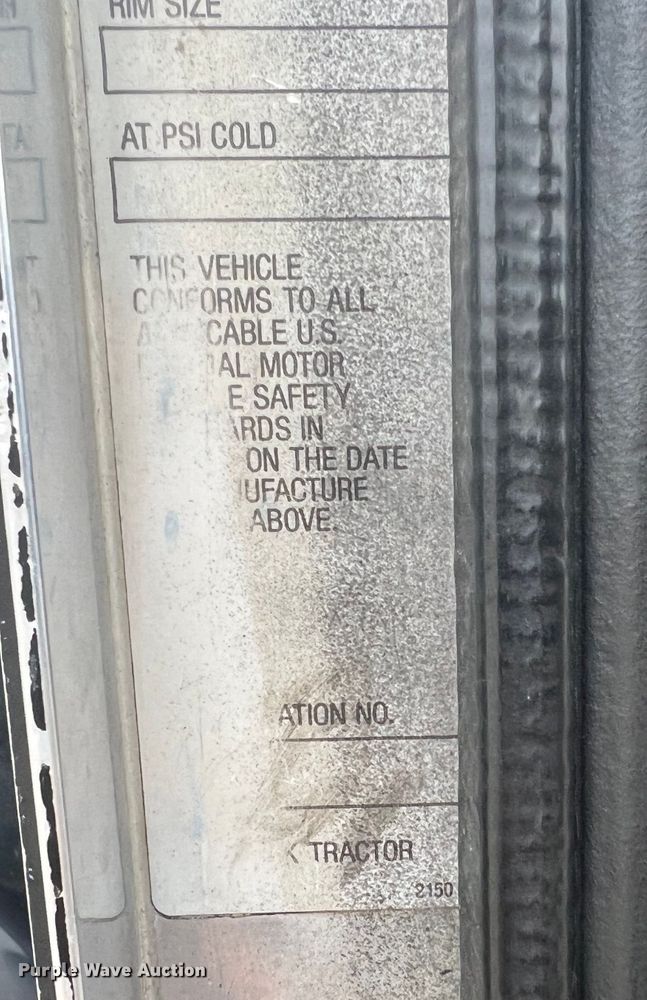 RIM SIZE
AT PSI COLD
THIS VEHICLE
CONFORMS TO ALL
CABLE U.S.
AL MOTOR
E SAFETY
ARDS IN
ON THE DATE
UFACTURE
ABOVE.
ATION NO.
TRACTOR
2150
Purple Wave Auction